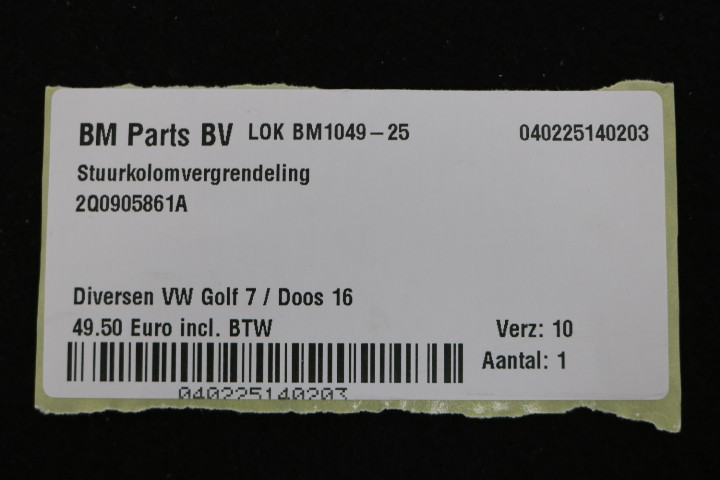 BM Parts BV LOK BM1049-25 040225140203
Stuurkolomvergrendeling
2Q0905861A
Diversen VW Golf 7 / Doos 16
49.50 Euro incl. BTW Verz: 10
Aantal: 1
040225140203